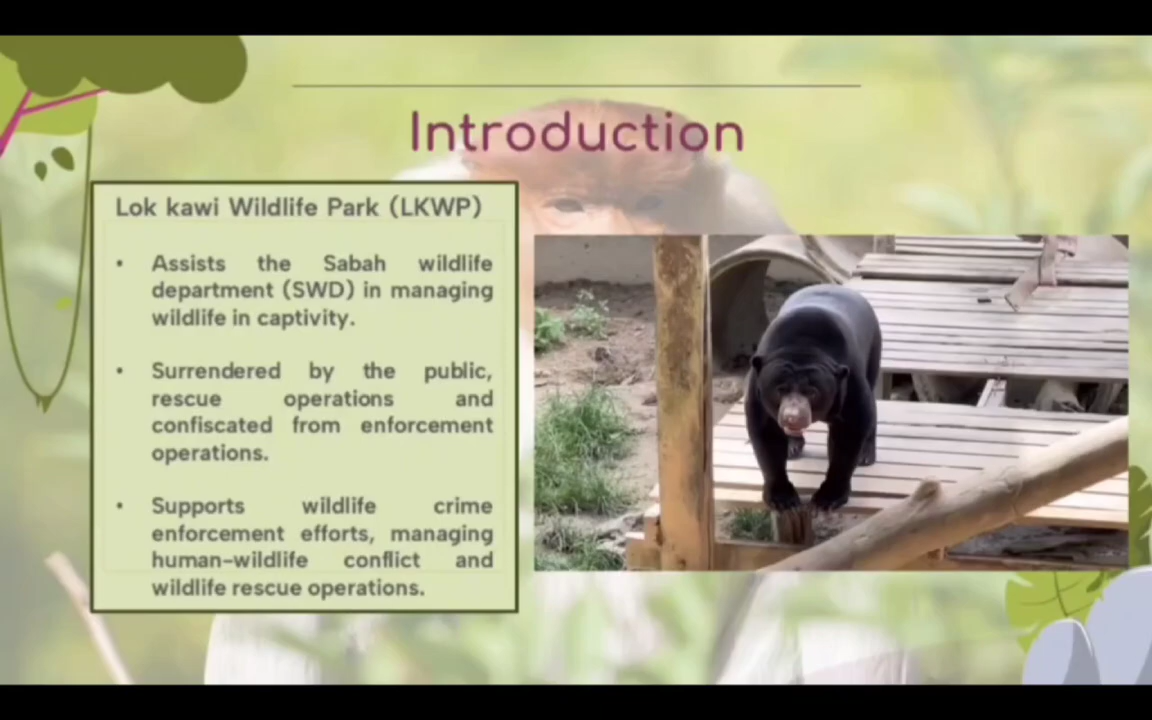 Introduction
Lok kawi Wildlife Park (LKWP)
• Assists the Sabah wildlife
department (SWD) in managing
wildlife in captivity.
• Surrendered by the public,
rescue operations and
confiscated from enforcement
operations.
• Supports wildlife crime
enforcement efforts, managing
human-wildlife conflict and
wildlife rescue operations.